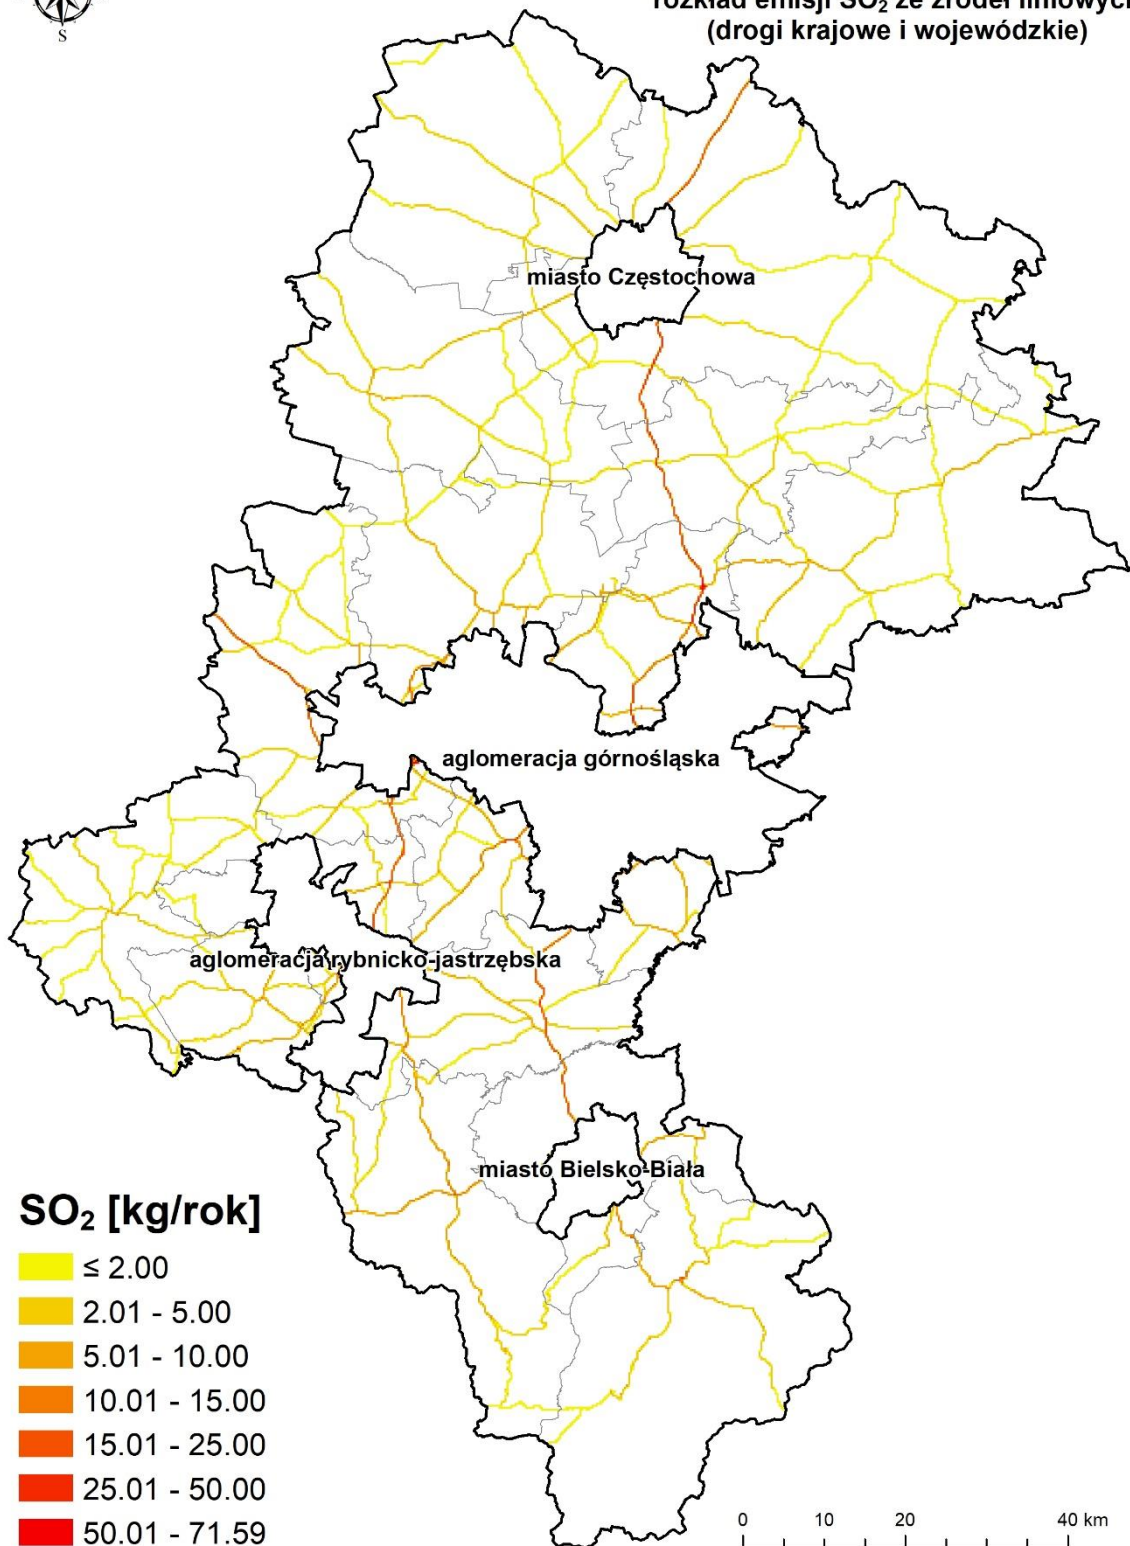 S
rozkład emisji SO₂ ze źródeł liniowych
(drogi krajowe i wojewódzkie)
miasto Częstochowa
aglomeracja górnośląska
aglomeracja rybnicko-jastrzębska
miasto Bielsko-Biała
SO₂ [kg/rok]
≤ 2.00
2.01 - 5.00
5.01 - 10.00
10.01 - 15.00
15.01 - 25.00
25.01 - 50.00
50.01 - 71.59
0 10 20 40 km